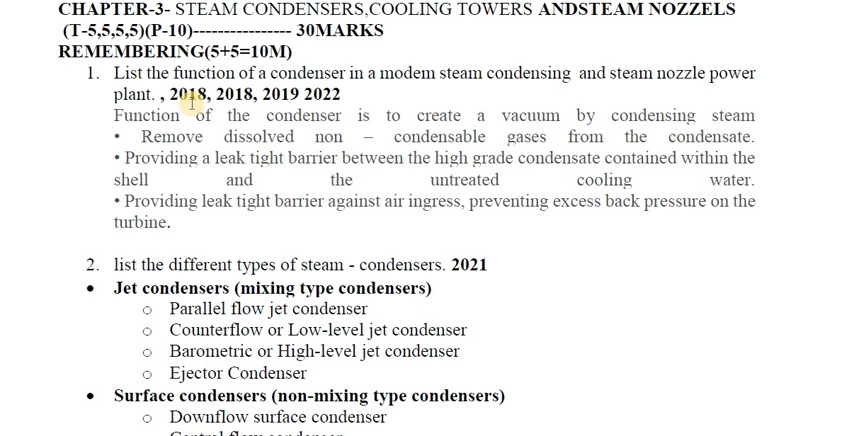 CHAPTER-3- STEAM CONDENSERS,COOLING TOWERS ANDSTEAM NOZZELS
(T-5,5,5,5)(P-10)---------------- 30MARKS
REMEMBERING(5+5=10M)
1. List the function of a condenser in a modem steam condensing and steam nozzle power
plant. , 2018, 2018, 2019 2022
Function of the condenser is to create a vacuum by condensing steam
• Remove dissolved non – condensable gases from the condensate.
• Providing a leak tight barrier between the high grade condensate contained within the
shell and the untreated cooling water.
• Providing leak tight barrier against air ingress, preventing excess back pressure on the
turbine.
2. list the different types of steam - condensers. 2021
• Jet condensers (mixing type condensers)
o Parallel flow jet condenser
o Counterflow or Low-level jet condenser
o Barometric or High-level jet condenser
o Ejector Condenser
• Surface condensers (non-mixing type condensers)
o Downflow surface condenser